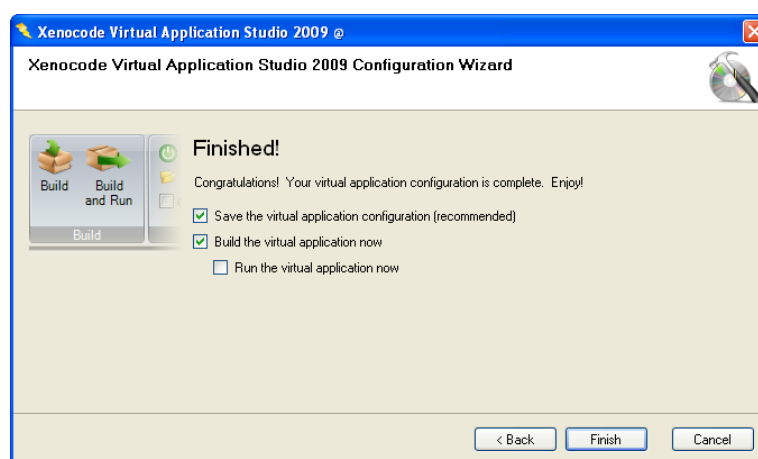 Xenocode Virtual Application Studio 2009 @
Xenocode Virtual Application Studio 2009 Configuration Wizard
Finished!
Congratulations! Your virtual application configuration is complete. Enjoy!
Build
Build and Run
Build
Save the virtual application configuration (recommended)
Build the virtual application now
Run the virtual application now
< Back
Finish
Cancel